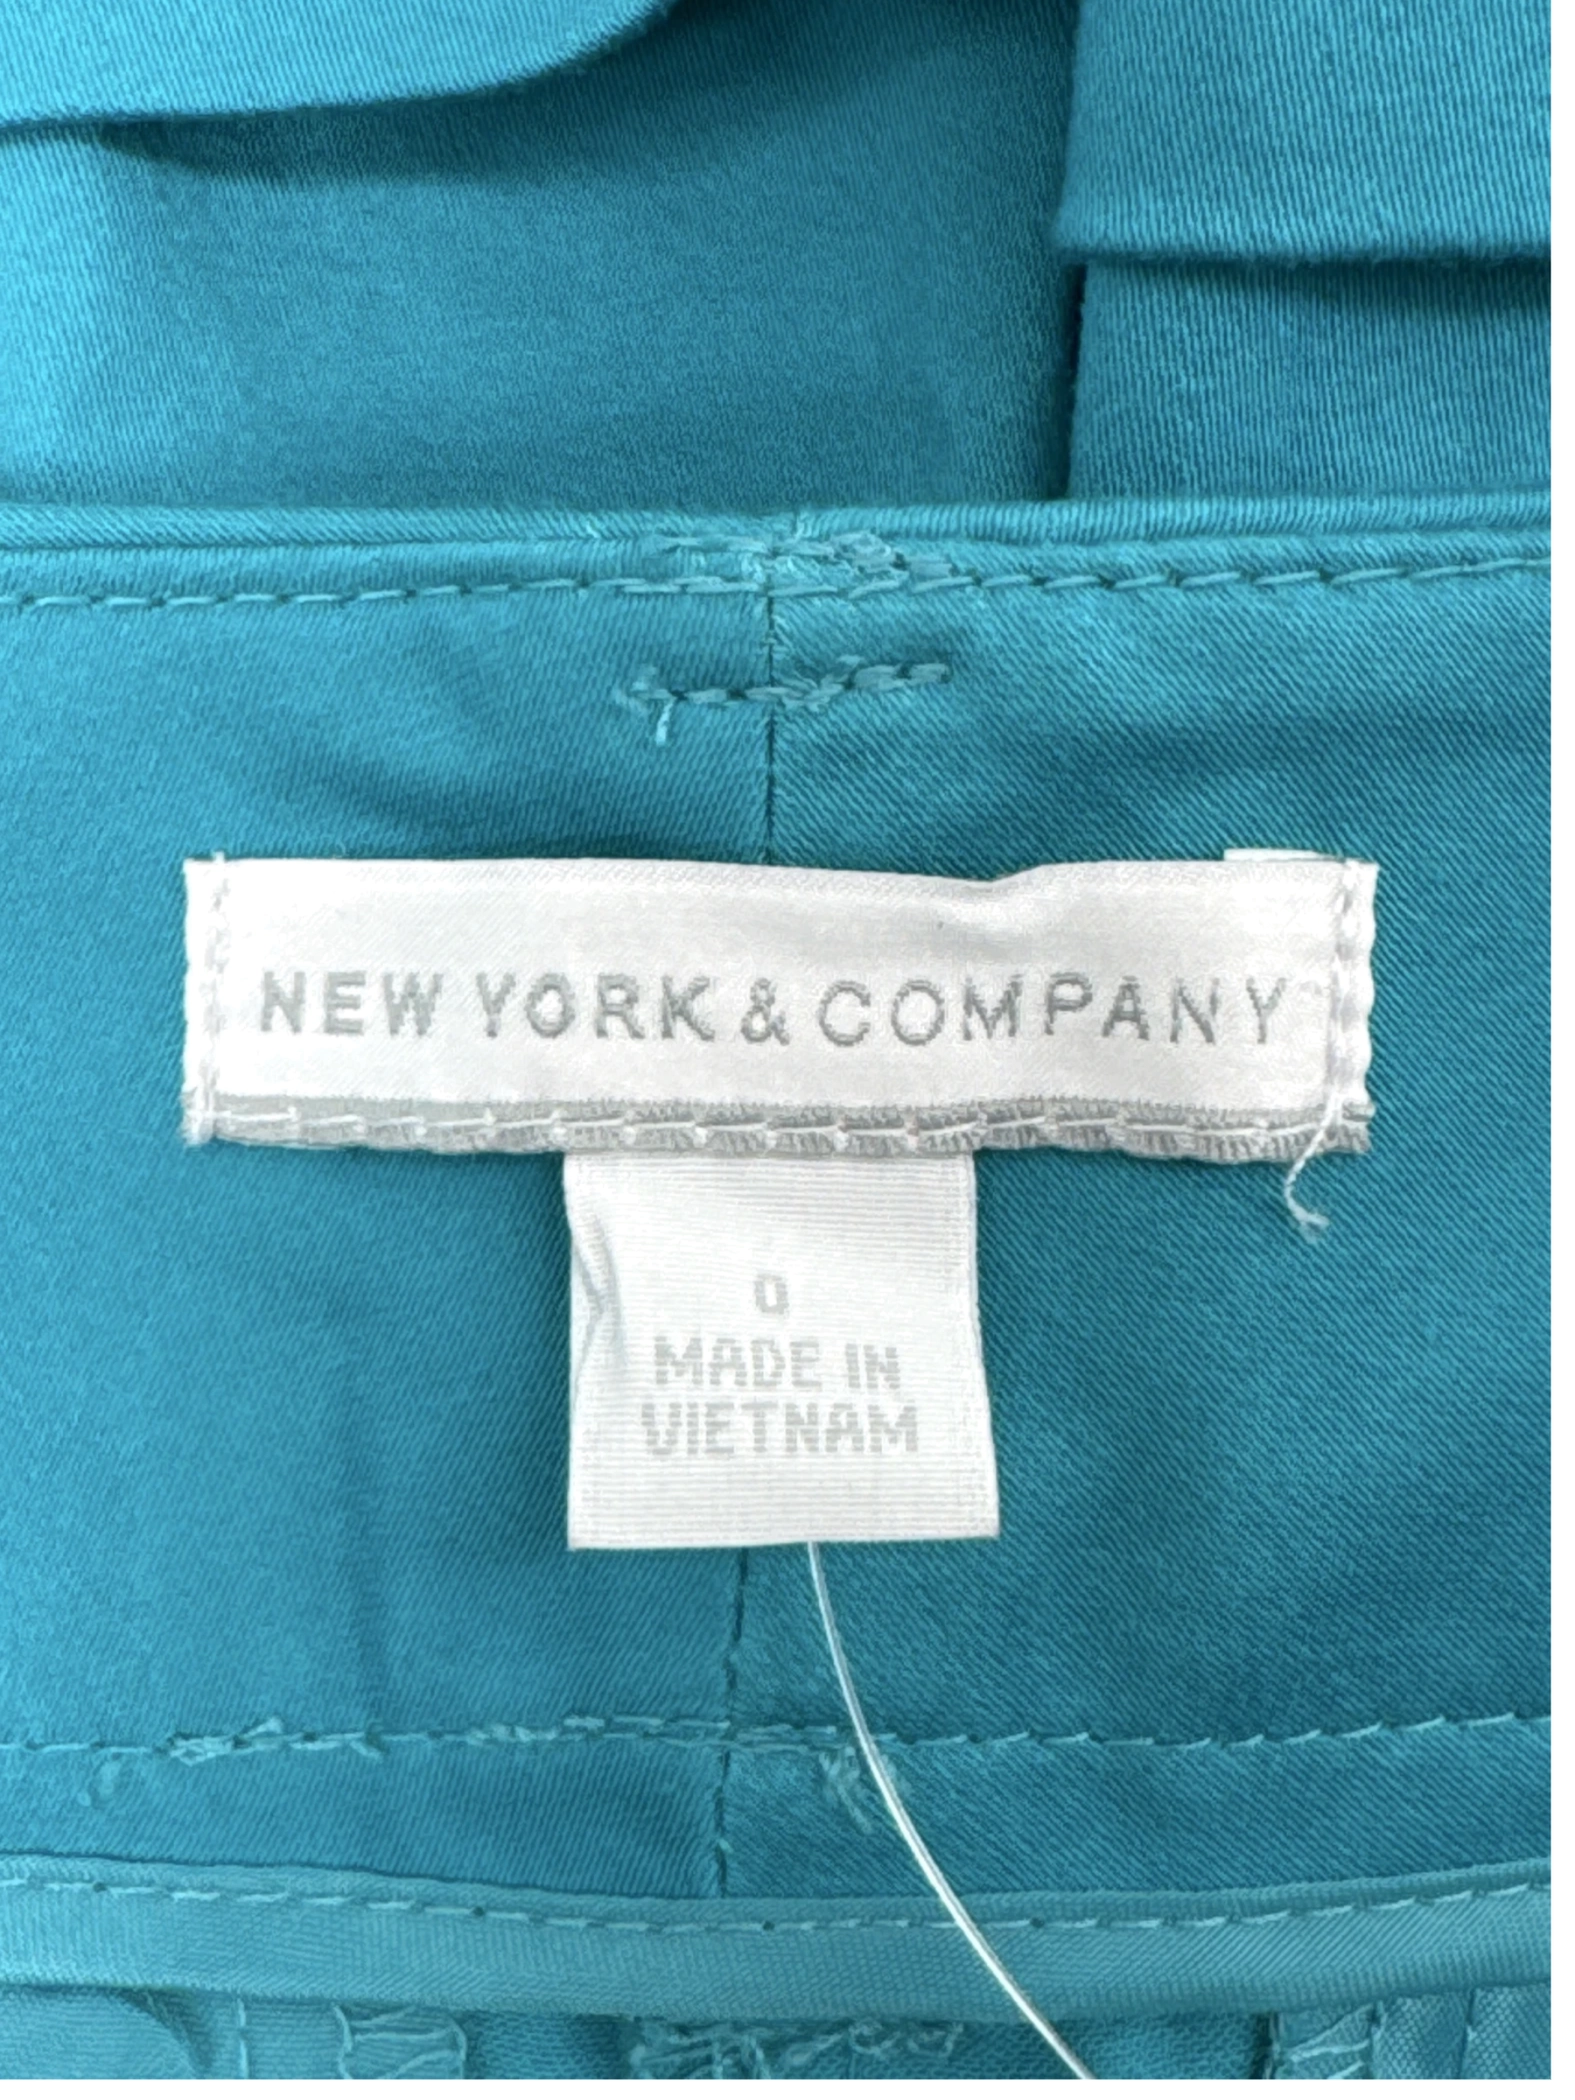 NEW YORK & COMPANY
0
MADE IN
VIETNAM